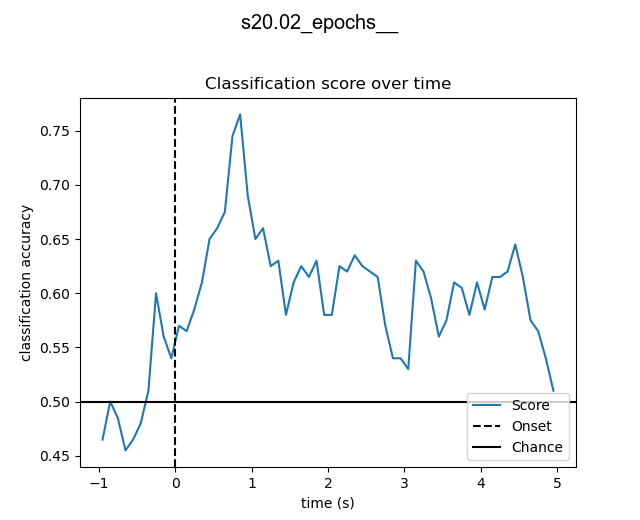 s20.02_epochs__
Classification score over time
classification accuracy
0.75
0.70
0.65
0.60
0.55
0.50
0.45
−1
0
1
2
3
4
5
time (s)
Score
Onset
Chance